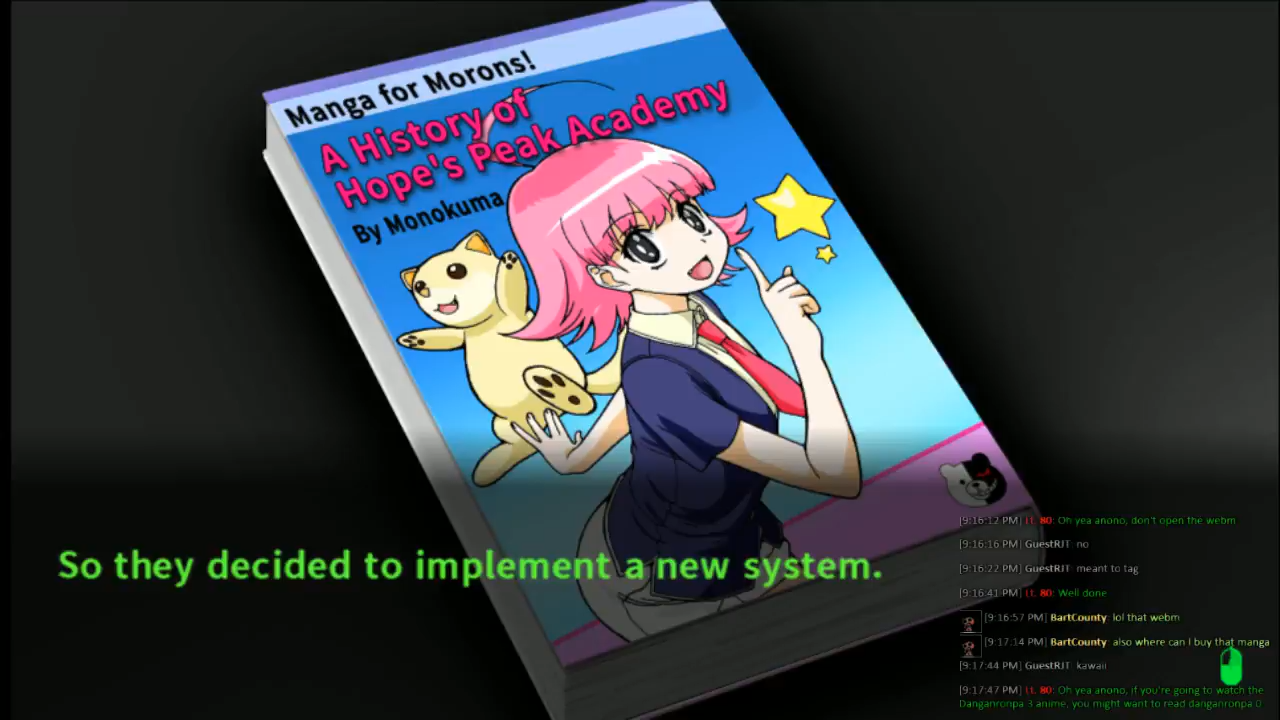 Manga for Morons!
A History of
Hope's Peak Academy
By Monokuma
So they decided to implement a new system.
[9:16:12 PM] Lt. 80: Oh yea anono, don't open the webm
[9:16:16 PM] GuestRJT: no
[9:16:22 PM] GuestRJT: meant to tag
[9:16:41 PM] Lt. 80: Well done
[9:16:57 PM] BartCounty: lol that webm
[9:17:14 PM] BartCounty: also where can I buy that manga
[9:17:44 PM] GuestRJT: kawaii
[9:17:47 PM] Lt. 80: Oh yea anono, if you're going to watch the
Danganronpa 3 anime, you might want to read danganronpa 0